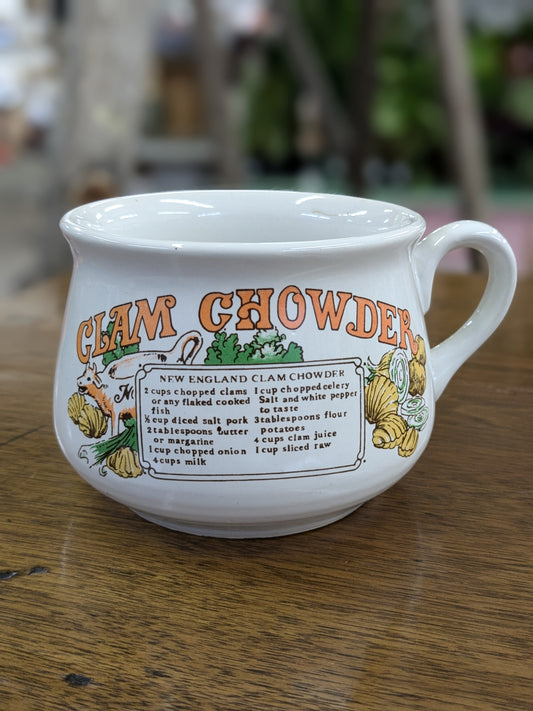 CLAM CHOWDER
NEW ENGLAND CLAM CHOWDER
2 cups chopped clams
or any flaked cooked
fish
½ cup diced salt pork
2 tablespoons butter
or margarine
1 cup chopped onion
4 cups milk
1 cup chopped celery
Salt and white pepper
to taste
3 tablespoons flour
potatoes
4 cups clam juice
1 cup sliced raw